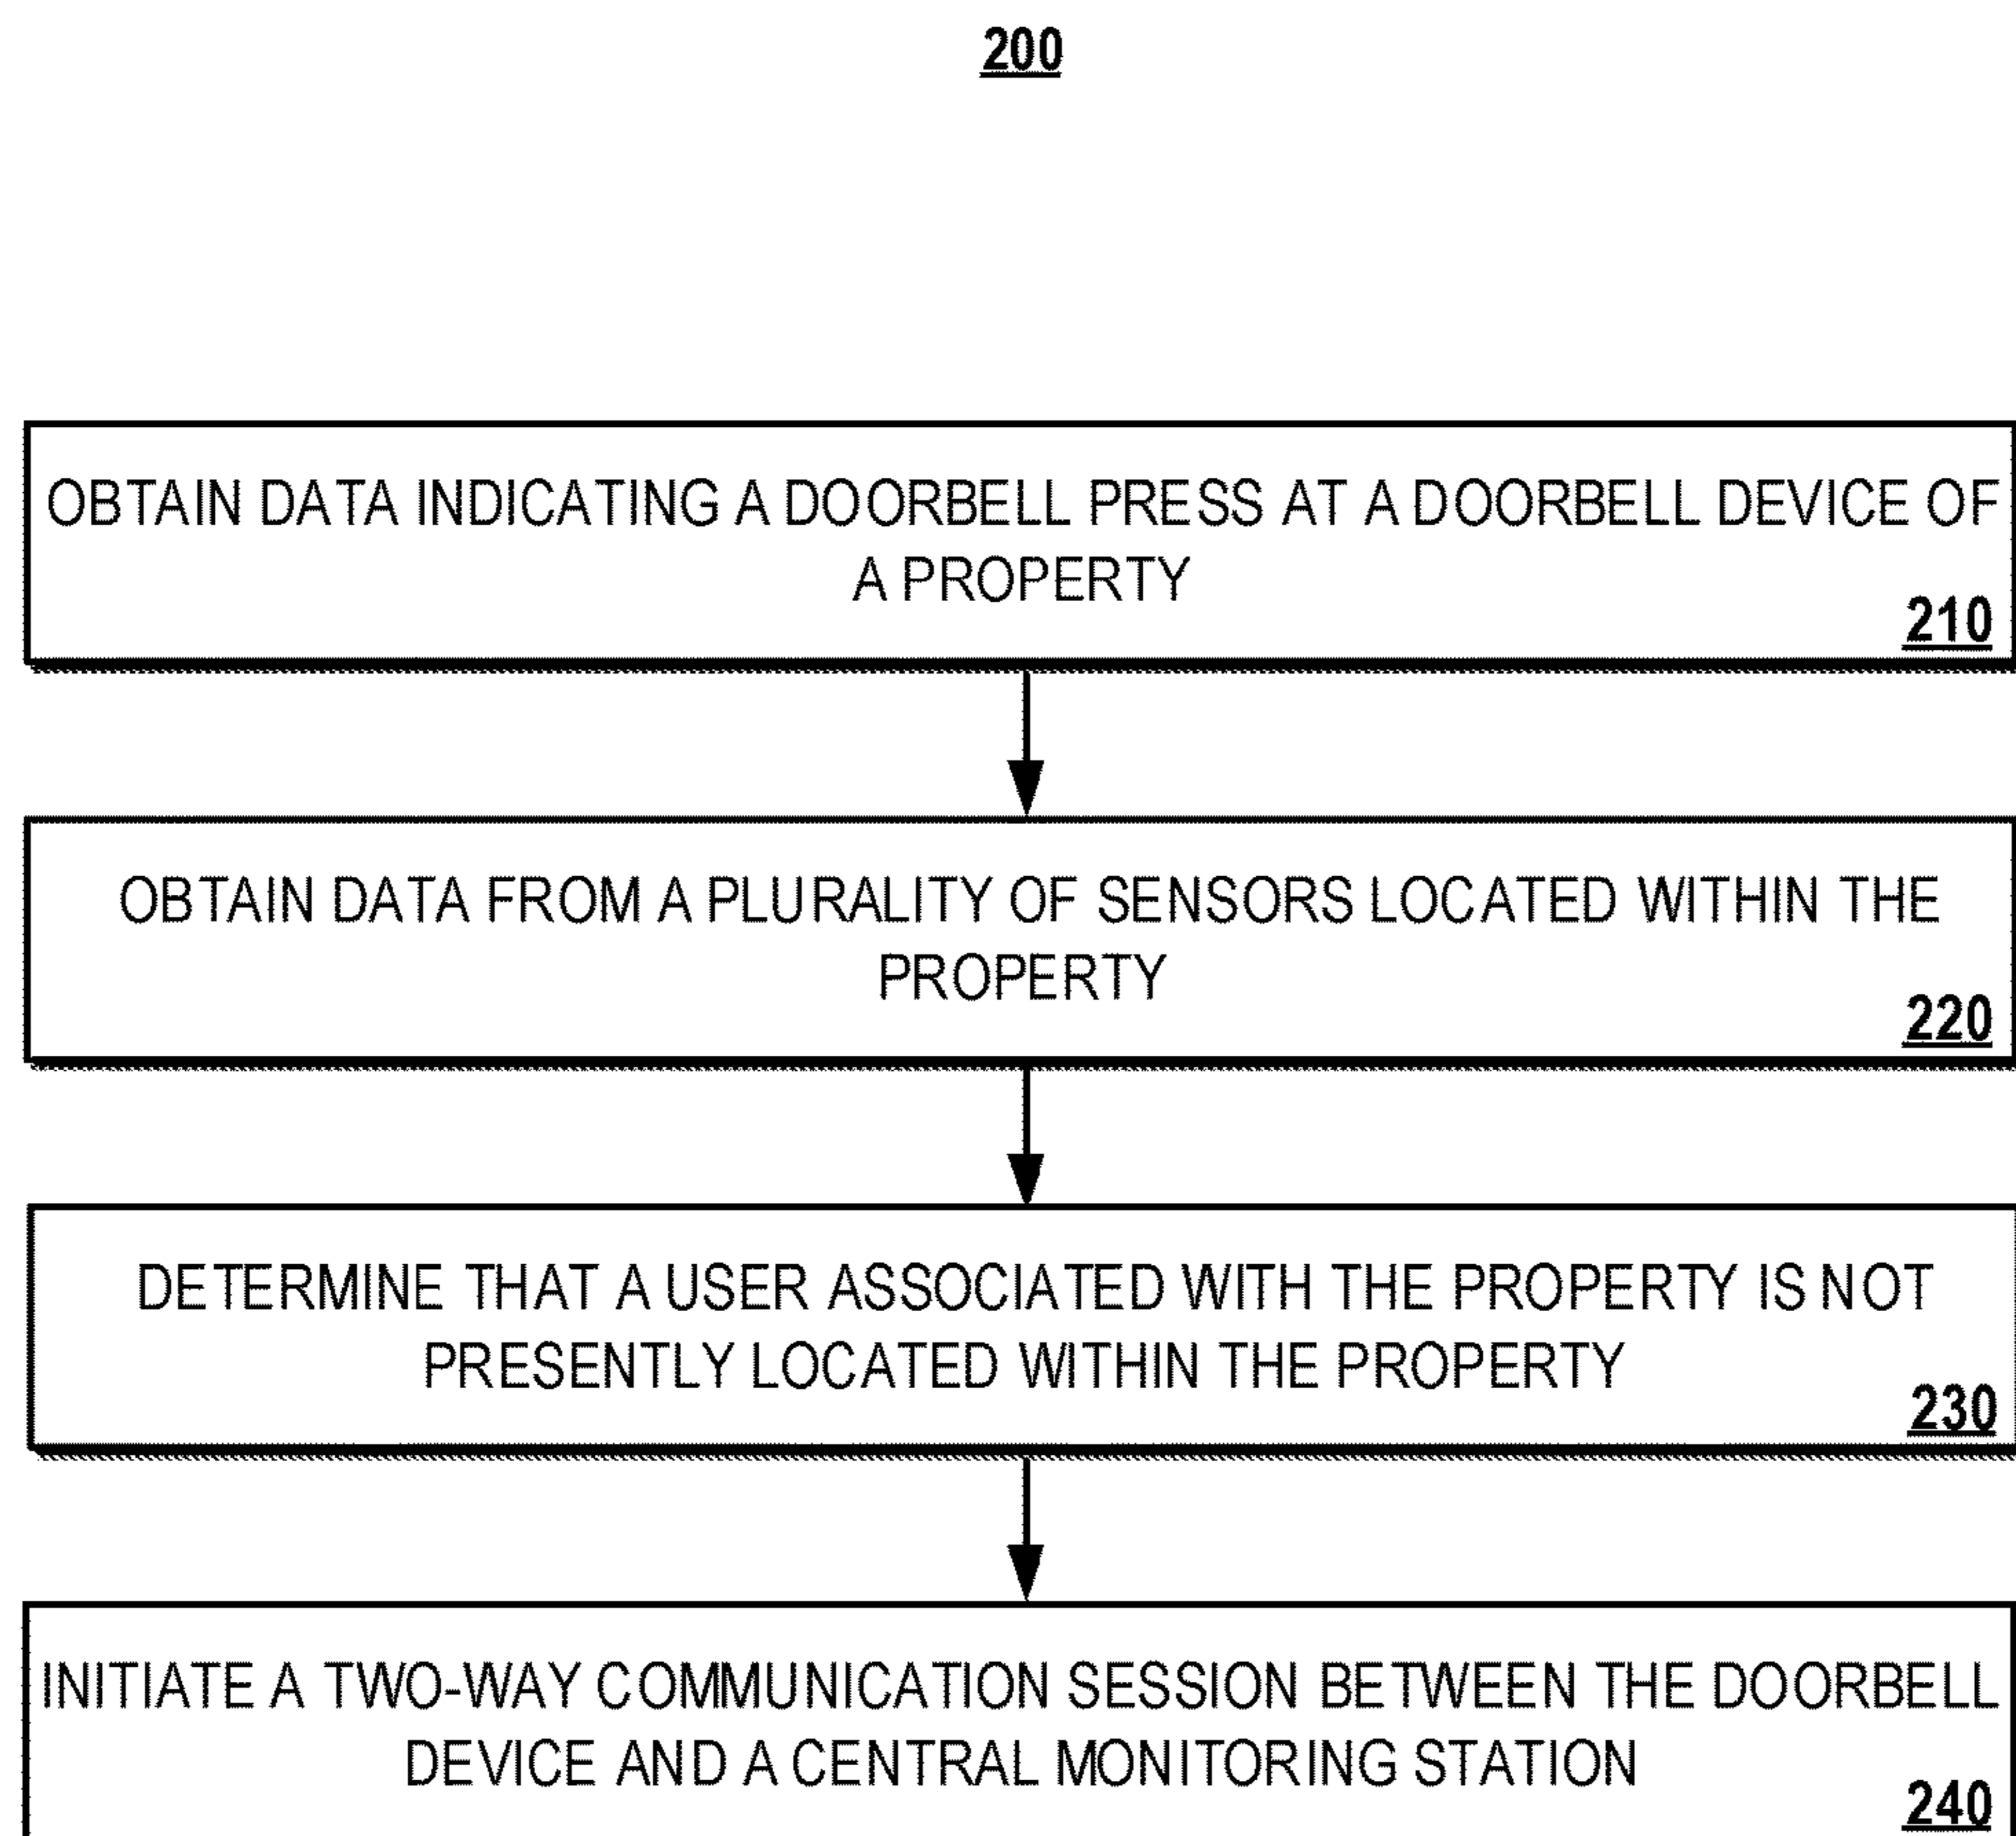 200
OBTAIN DATA INDICATING A DOORBELL PRESS AT A DOORBELL DEVICE OF
A PROPERTY
210
OBTAIN DATA FROM A PLURALITY OF SENSORS LOCATED WITHIN THE
PROPERTY
220
DETERMINE THAT A USER ASSOCIATED WITH THE PROPERTY IS NOT
PRESENTLY LOCATED WITHIN THE PROPERTY
230
INITIATE A TWO-WAY COMMUNICATION SESSION BETWEEN THE DOORBELL
DEVICE AND A CENTRAL MONITORING STATION
240